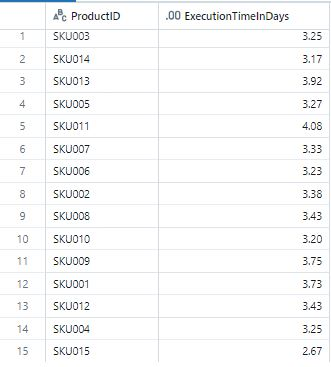 ABC ProductID .00 ExecutionTimeInDays
1 SKU003 3.25
2 SKU014 3.17
3 SKU013 3.92
4 SKU005 3.27
5 SKU011 4.08
6 SKU007 3.33
7 SKU006 3.23
8 SKU002 3.38
9 SKU008 3.43
10 SKU010 3.20
11 SKU009 3.75
12 SKU001 3.73
13 SKU012 3.43
14 SKU004 3.25
15 SKU015 2.67